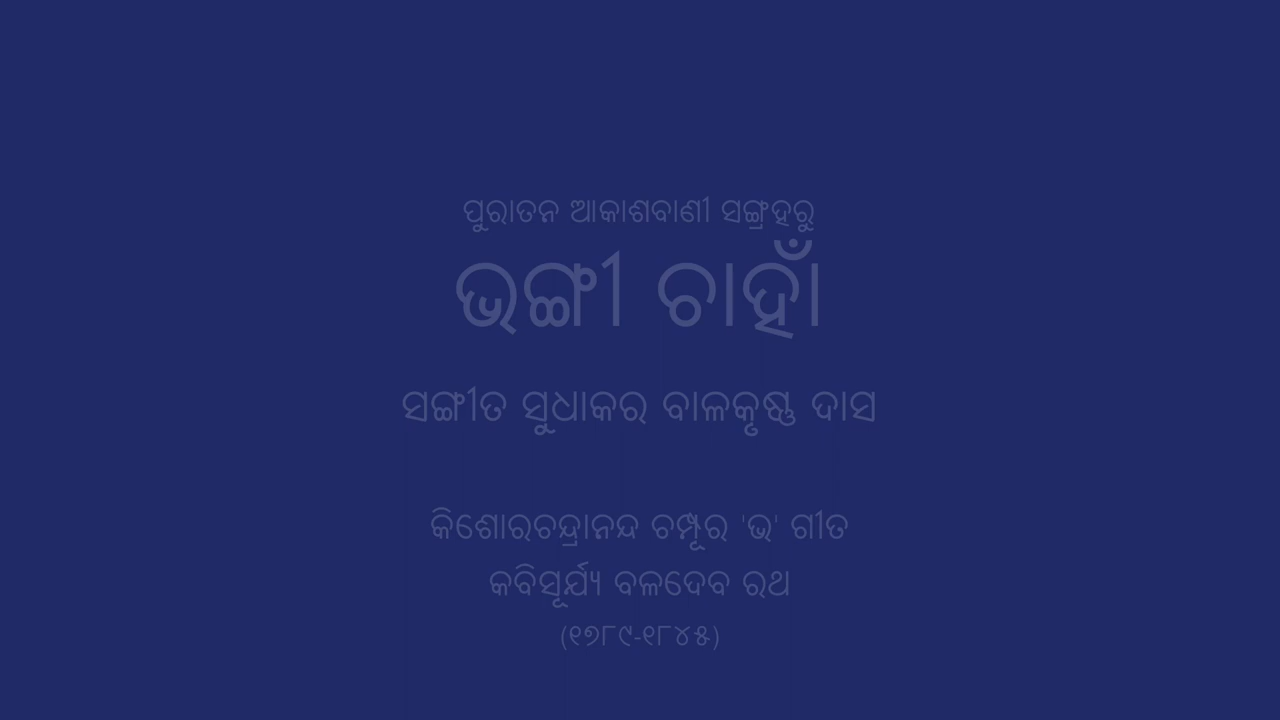 ପୁରାତନ ଆକାଶବାଣୀ ସଙ୍ଗ୍ରହରୁ
ଭଙ୍ଗୀ ଚାହାଁ
ସଙ୍ଗୀତ ସୁଧାକର ବାଳକୃଷ୍ଣ ଦାସ
କିଶୋରଚନ୍ଦ୍ରାନନ୍ଦ ଚମ୍ପୂର 'ଭ' ଗୀତ
କବିସୂର୍ଯ୍ୟ ବଳଦେବ ରଥ
(୧୭୮୯-୧୮୪୫)